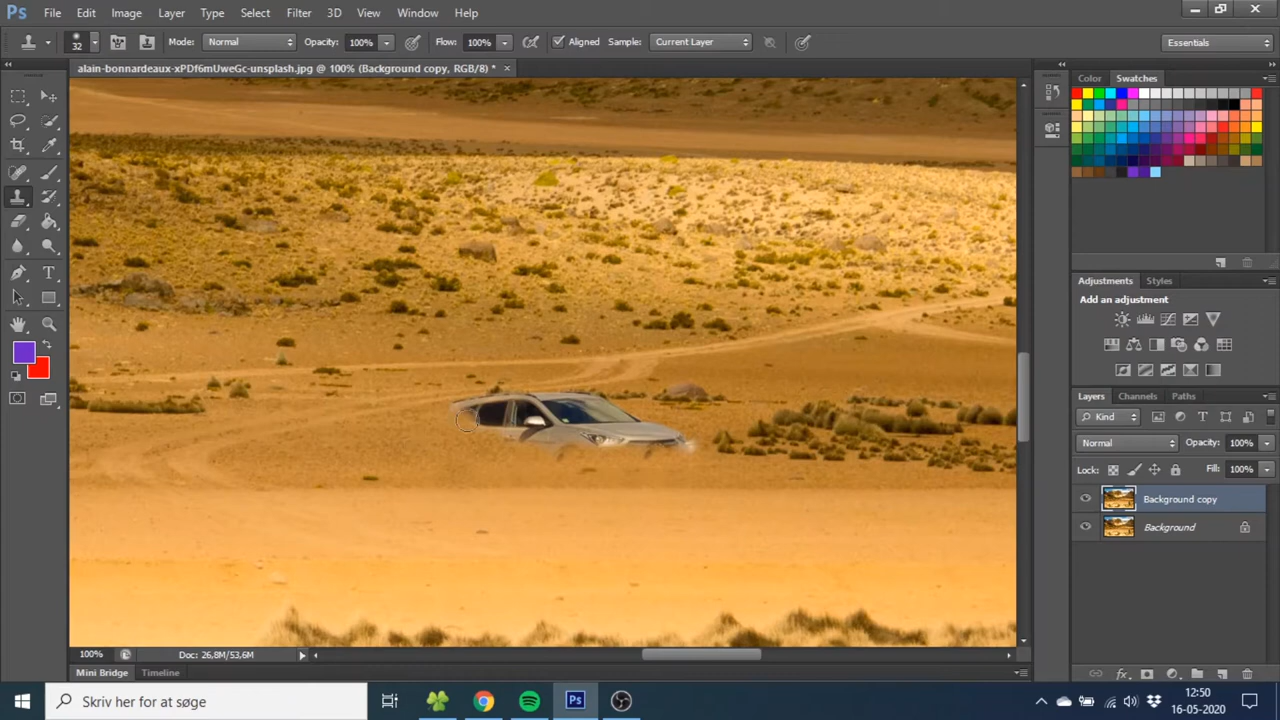 Ps File Edit Image Layer Type Select Filter 3D View Window Help
32 Mode: Normal Opacity: 100% Flow: 100% Aligned Sample: Current Layer Essentials
alain-bonnardeaux-xPDf6mUweGc-unsplash.jpg @ 100% (Background copy, RGB/8) * ×
Color Swatches
Adjustments Styles
Add an adjustment
Layers Channels Paths
Kind
Normal Opacity: 100%
Lock: Fill: 100%
Background copy
Background
100% Doc: 26,8M/53,6M
Mini Bridge Timeline
Skriv her for at søge Ps 12:50
16-05-2020